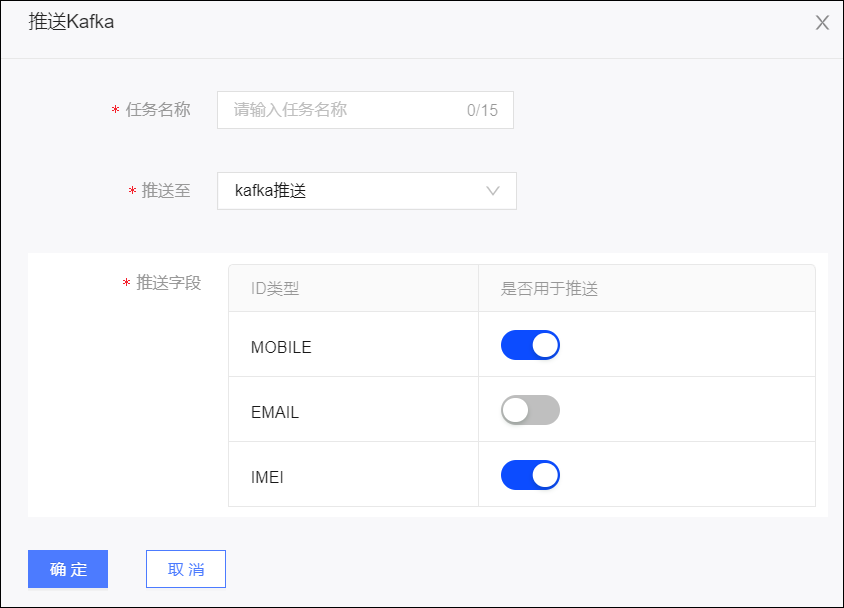 推送Kafka
* 任务名称 请输入任务名称 0/15
* 推送至 kafka推送
* 推送字段 ID类型 是否用于推送
MOBILE
EMAIL
IMEI
确 定 取 消